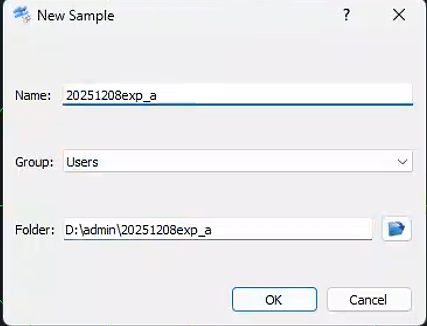 New Sample
?
Name: 20251208exp_a
Group: Users
Folder: D:\admin\20251208exp_a
OK Cancel